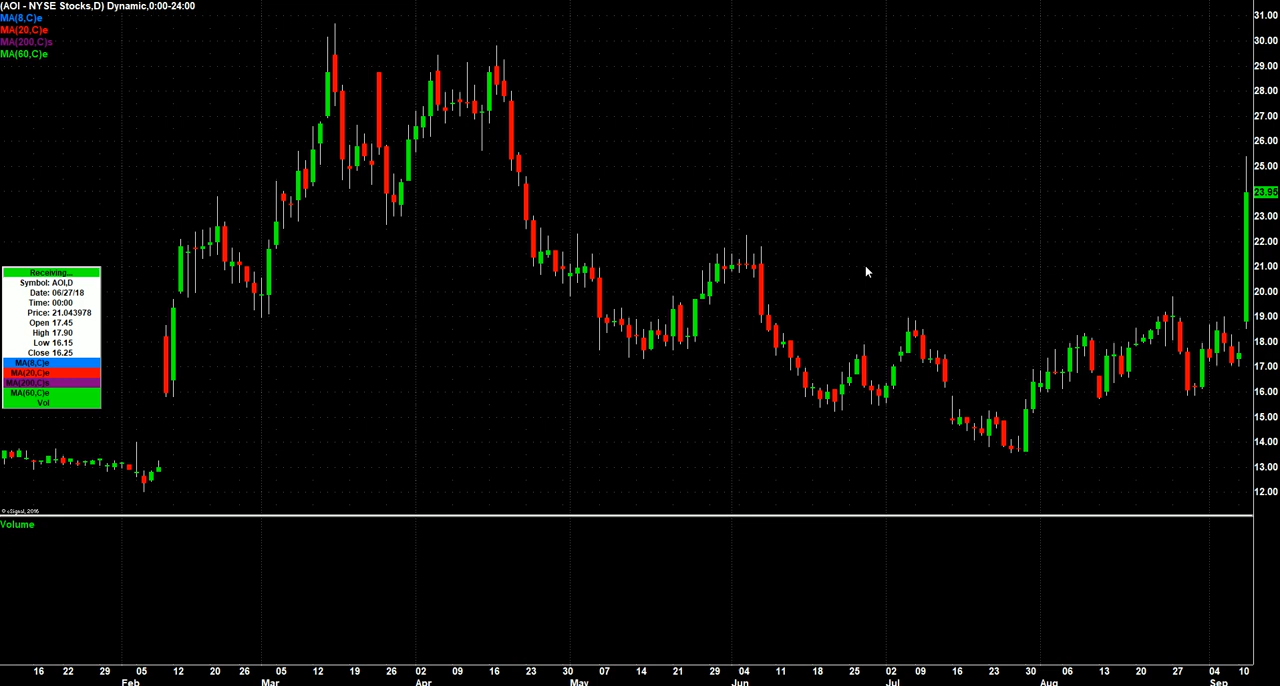 (AOI - NYSE Stocks,D) Dynamic,0:00-24:00
MA(8,C)e
MA(20,C)e
MA(200,C)s
MA(60,C)e
31.00
30.00
29.00
28.00
27.00
26.00
25.00
23.95
23.00
22.00
21.00
20.00
19.00
18.00
17.00
16.00
15.00
14.00
13.00
12.00
Receiving...
Symbol: AOI,D
Date: 06/27/18
Time: 00:00
Price: 21.043978
Open 17.45
High 17.90
Low 16.15
Close 16.25
MA(8,C)e
MA(20,C)e
MA(200,C)s
MA(60,C)e
Vol
© eSignal, 2016
Volume
16 22 29 05 12 20 26 05 12 19 26 02 09 16 23 30 07 14 21 29 04 11 18 25 02 09 16 23 30 06 13 20 27 04 10
Feb Mar Apr May Jun Jul Aug Sep